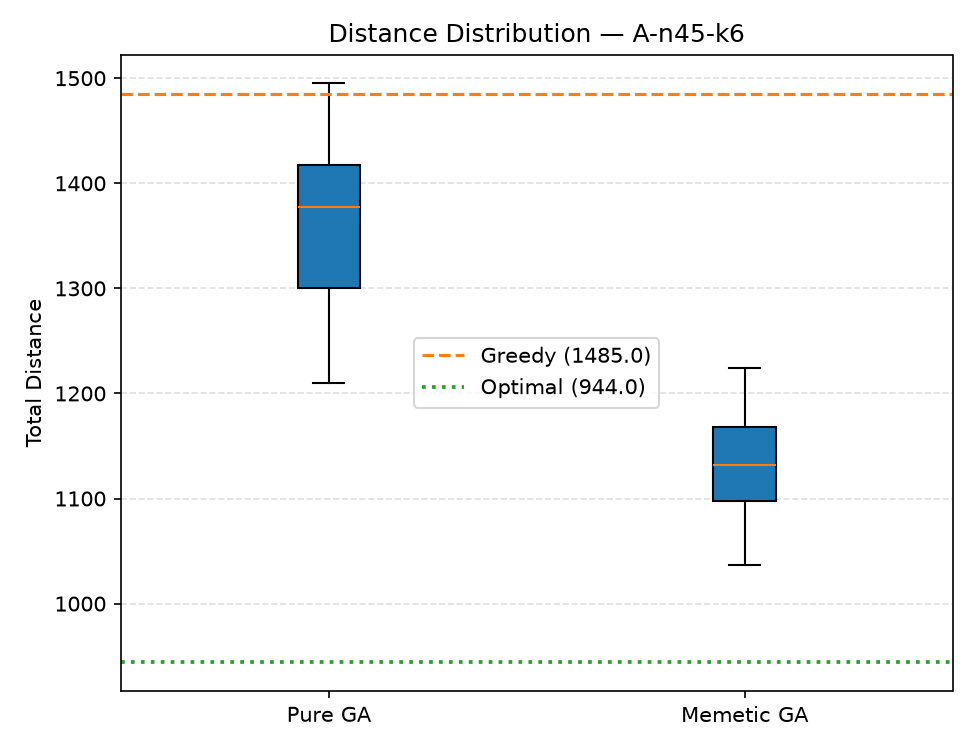 Distance Distribution — A-n45-k6
Total Distance
1500
1400
1300
1200
1100
1000
Greedy (1485.0)
Optimal (944.0)
Pure GA
Memetic GA